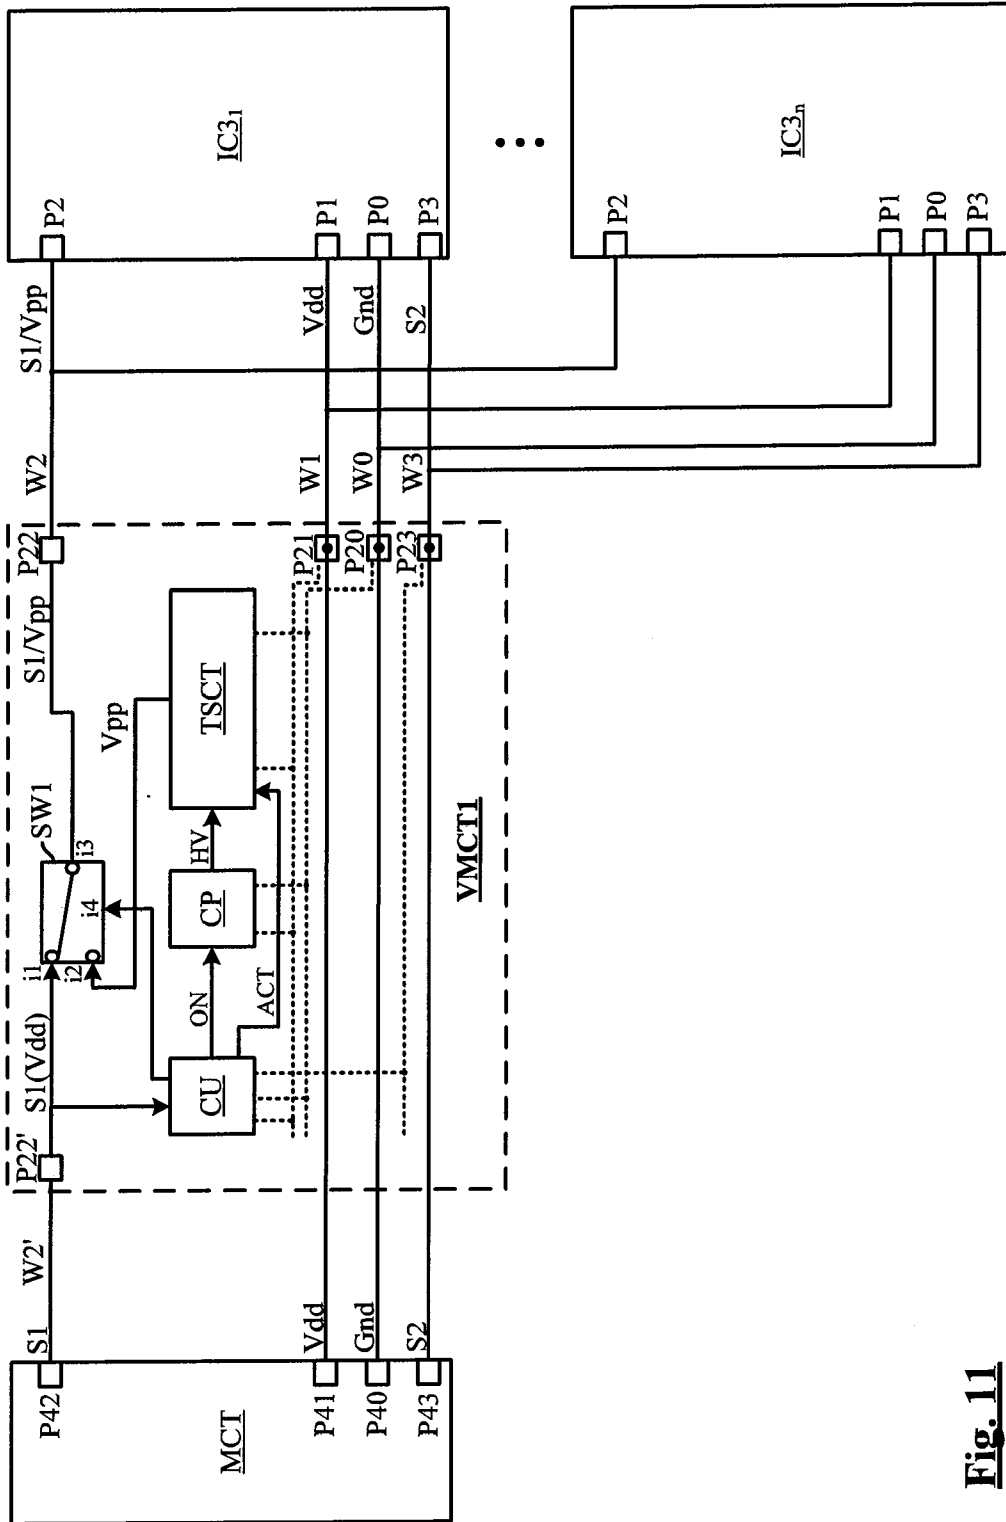 MCT
P42
P41
P40
P43
S1
Vdd
Gnd
S2
W2'
P22'
S1(Vdd)
i1
i2
i3
i4
SW1
CU
ON
ACT
CP
HV
TSCT
Vpp
S1/Vpp
P22
P21
P20
P23
VMCT1
W2
W1
W0
W3
S1/Vpp
Vdd
Gnd
S2
P2
P1
P0
P3
IC3₁
IC3ₙ
P2
P1
P0
P3
Fig. 11